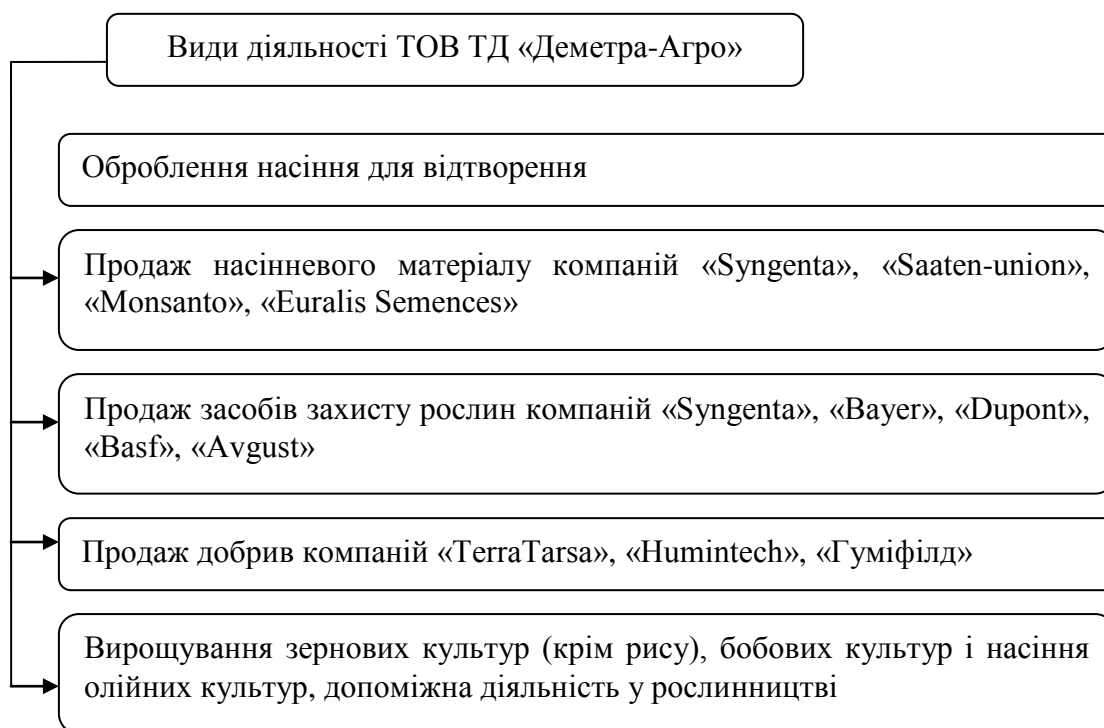 Види діяльності ТОВ ТД «Деметра-Агро»
Оброблення насіння для відтворення
Продаж насінневого матеріалу компаній «Syngenta», «Saaten-union»,
«Monsanto», «Euralis Semences»
Продаж засобів захисту рослин компаній «Syngenta», «Bayer», «Dupont»,
«Basf», «Avgust»
Продаж добрив компаній «TerraTarsa», «Humintech», «Гуміфілд»
Вирощування зернових культур (крім рису), бобових культур і насіння
олійних культур, допоміжна діяльність у рослинництві